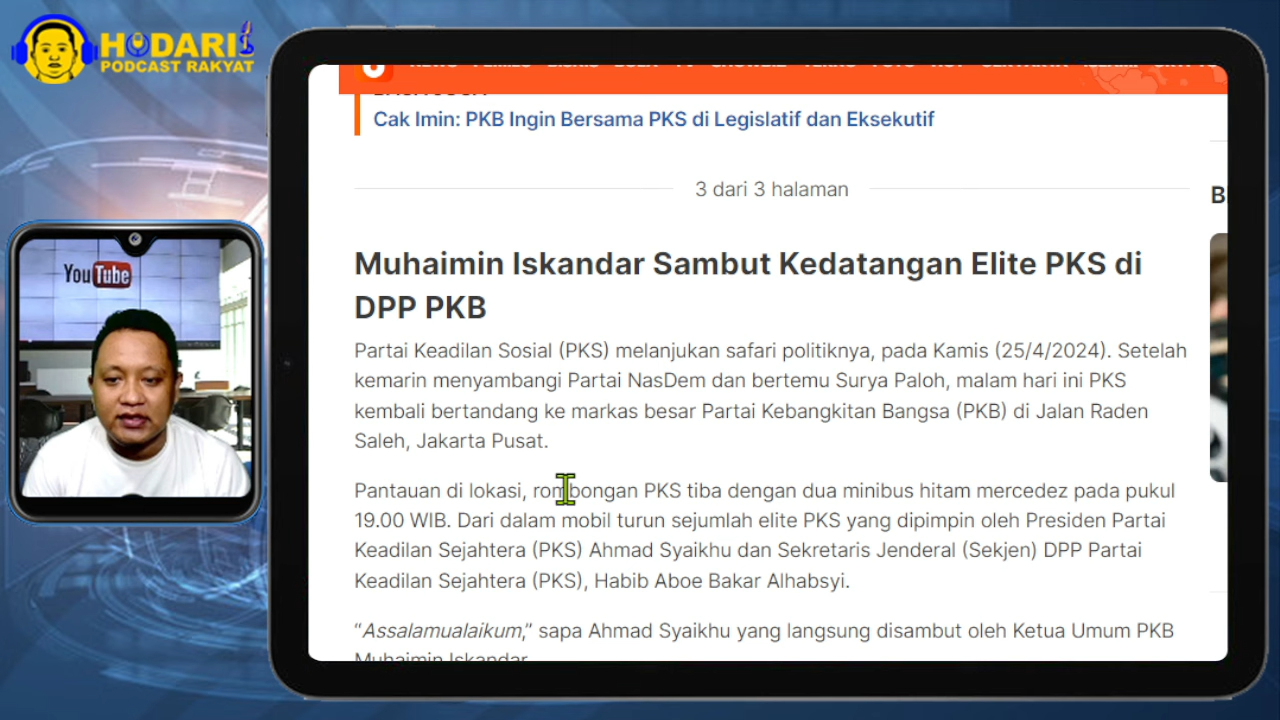 HODARI
PODCAST RAKYAT
YouTube
Cak Imin: PKB Ingin Bersama PKS di Legislatif dan Eksekutif
3 dari 3 halaman
B
Muhaimin Iskandar Sambut Kedatangan Elite PKS di
DPP PKB
Partai Keadilan Sosial (PKS) melanjukan safari politiknya, pada Kamis (25/4/2024). Setelah
kemarin menyambangi Partai NasDem dan bertemu Surya Paloh, malam hari ini PKS
kembali bertandang ke markas besar Partai Kebangkitan Bangsa (PKB) di Jalan Raden
Saleh, Jakarta Pusat.
Pantauan di lokasi, rombongan PKS tiba dengan dua minibus hitam mercedez pada pukul
19.00 WIB. Dari dalam mobil turun sejumlah elite PKS yang dipimpin oleh Presiden Partai
Keadilan Sejahtera (PKS) Ahmad Syaikhu dan Sekretaris Jenderal (Sekjen) DPP Partai
Keadilan Sejahtera (PKS), Habib Aboe Bakar Alhabsyi.
“Assalamualaikum,” sapa Ahmad Syaikhu yang langsung disambut oleh Ketua Umum PKB
Muhaimin Iskandar